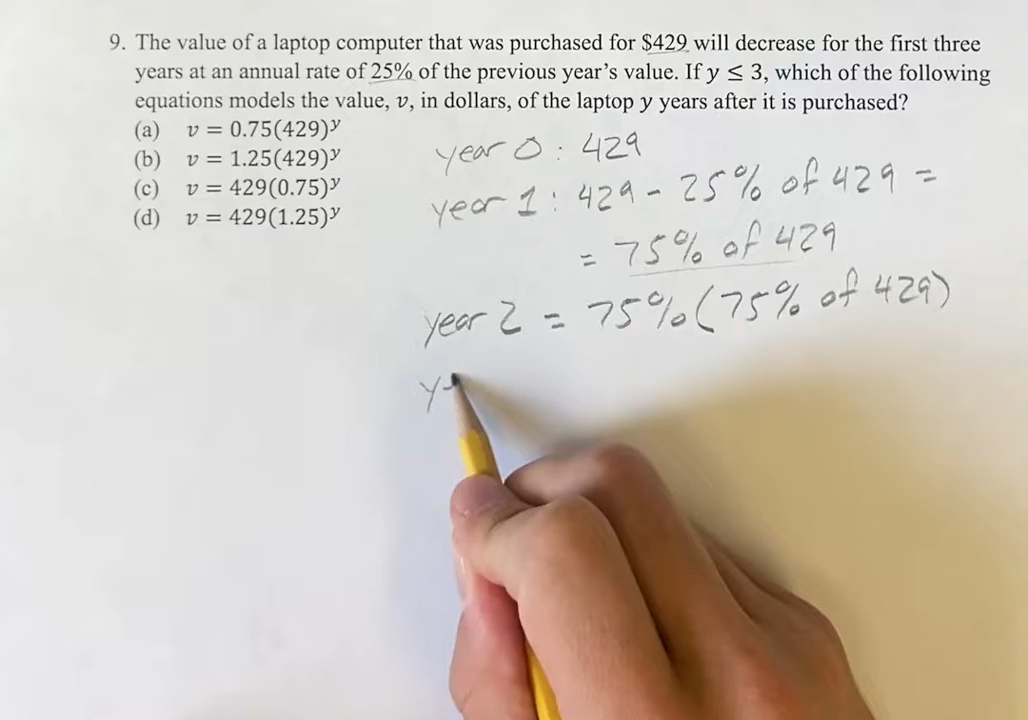 9. The value of a laptop computer that was purchased for $429 will decrease for the first three
years at an annual rate of 25% of the previous year's value. If y ≤ 3, which of the following
equations models the value, v, in dollars, of the laptop y years after it is purchased?
(a) v = 0.75(429)^y
(b) v = 1.25(429)^y
(c) v = 429(0.75)^y
(d) v = 429(1.25)^y
year 0 : 429
year 1 : 429 - 25% of 429 =
= 75% of 429
year 2 = 75% (75% of 429)
y